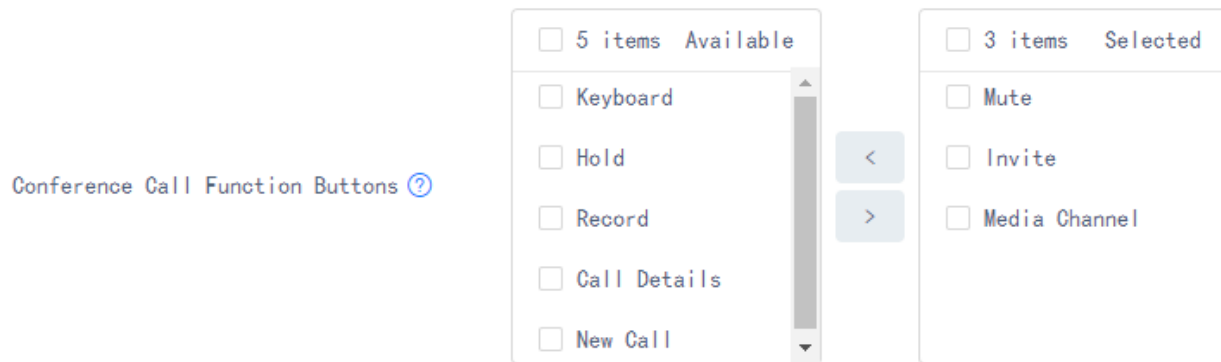 5 items Available
3 items Selected
Keyboard
Mute
Hold
Invite
Conference Call Function Buttons ?
Record
Media Channel
Call Details
New Call